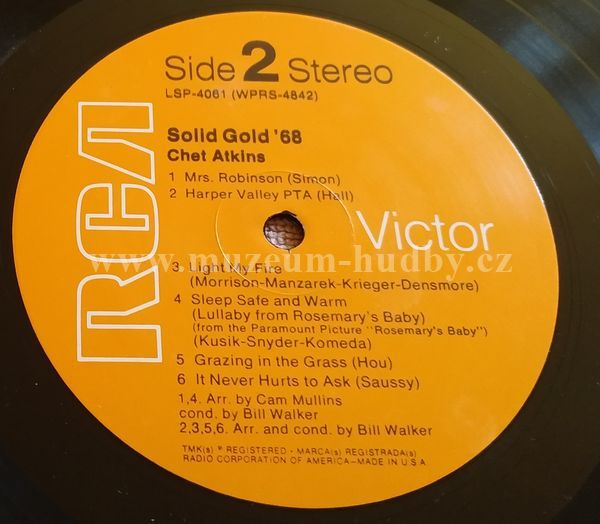 Side 2 Stereo
LSP-4061 (WPRS-4842)
Solid Gold '68
Chet Atkins
1 Mrs. Robinson (Simon)
2 Harper Valley PTA (Hall)
RCA
Victor
www.muzeum-hudby.cz
3 Light My Fire
(Morrison-Manzarek-Krieger-Densmore)
4 Sleep Safe and Warm
(Lullaby from Rosemary's Baby)
(from the Paramount Picture "Rosemary's Baby")
(Kusik-Snyder-Komeda)
5 Grazing in the Grass (Hou)
6 It Never Hurts to Ask (Saussy)
1,4. Arr. by Cam Mullins
cond. by Bill Walker
2,3,5,6. Arr. and cond. by Bill Walker
TMK(s) ® REGISTERED • MARCA(s) REGISTRADA(s)
RADIO CORPORATION OF AMERICA—MADE IN U.S.A